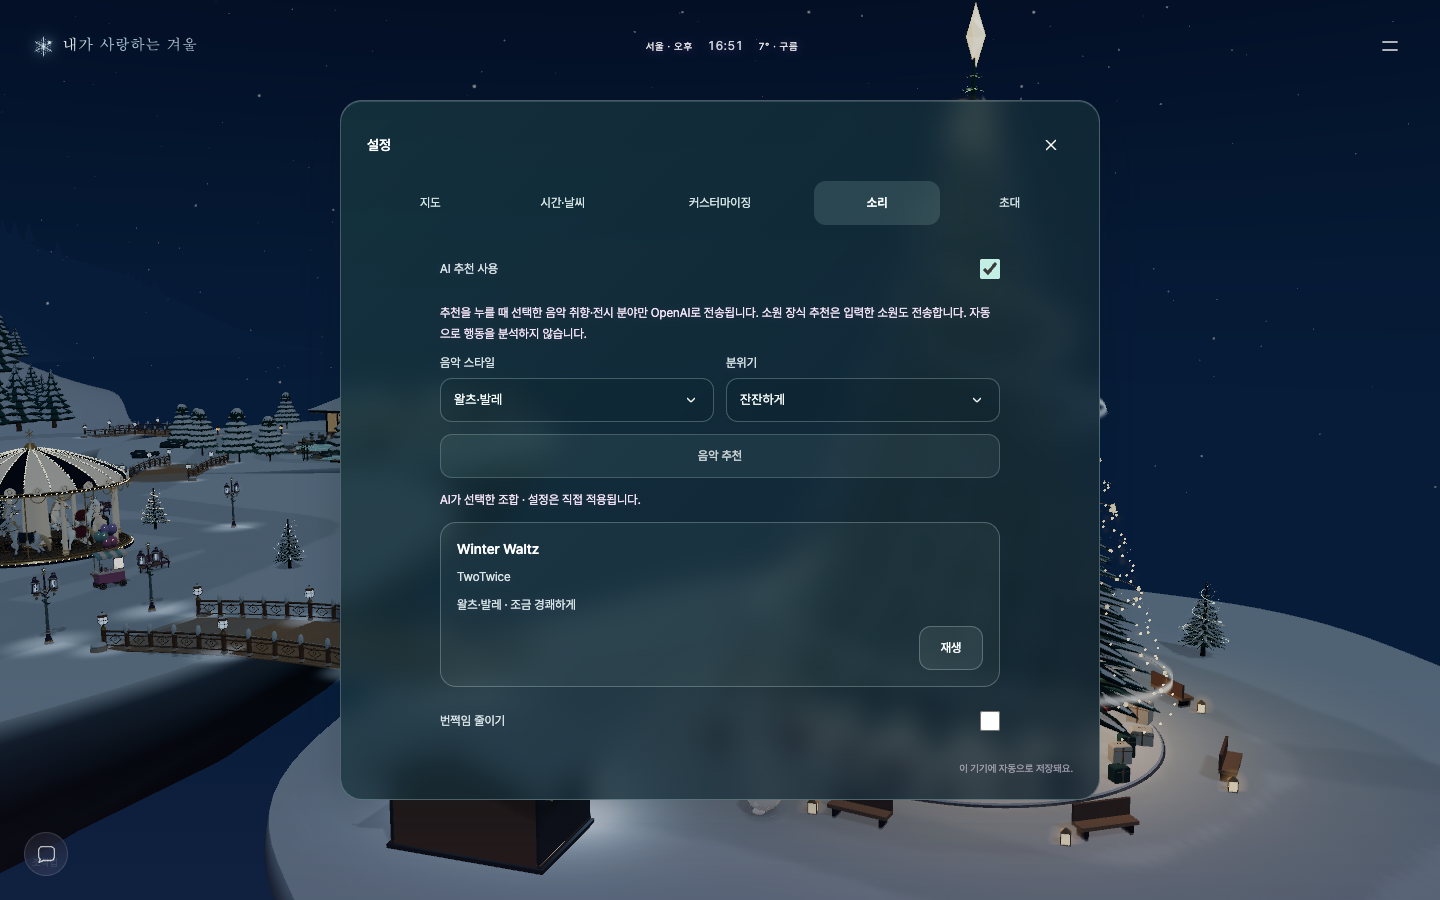 내가 사랑하는 겨울
서울 · 오후 16:51 7° · 구름
설정
지도 시간·날씨 커스터마이징 소리 초대
AI 추천 사용
추천을 누를 때 선택한 음악 취향·전시 분야만 OpenAI로 전송됩니다. 소원 장식 추천은 입력한 소원도 전송합니다. 자동
으로 행동을 분석하지 않습니다.
음악 스타일 분위기
왈츠·발레 잔잔하게
음악 추천
AI가 선택한 조합 · 설정은 직접 적용됩니다.
Winter Waltz
TwoTwice
왈츠·발레 · 조금 경쾌하게
재생
번쩍임 줄이기
이 기기에 자동으로 저장돼요.